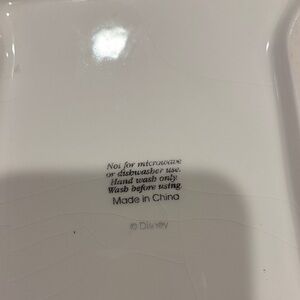 Not for microwave
or dishwasher use.
Hand wash only.
Wash before using.
Made in China
© Disney